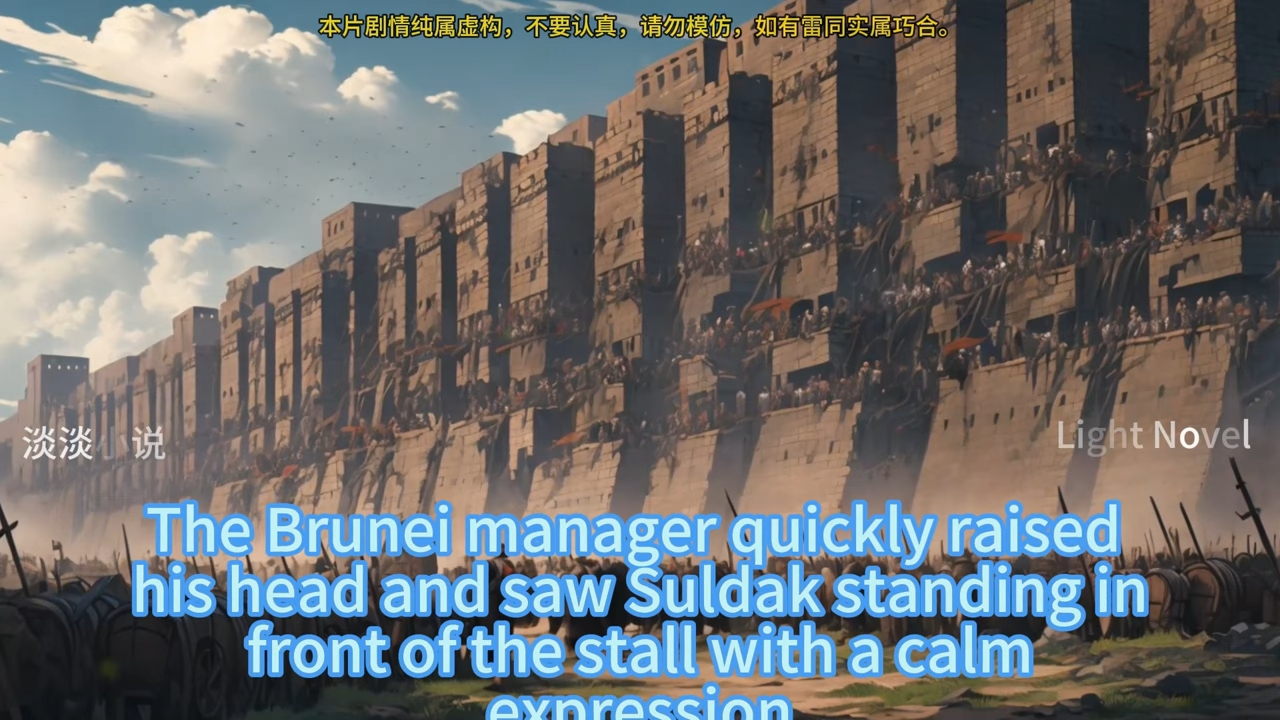 本片剧情纯属虚构，不要认真，请勿模仿，如有雷同实属巧合。
淡淡小说
Light Novel
The Brunei manager quickly raised
his head and saw Suldak standing in
front of the stall with a calm
expression